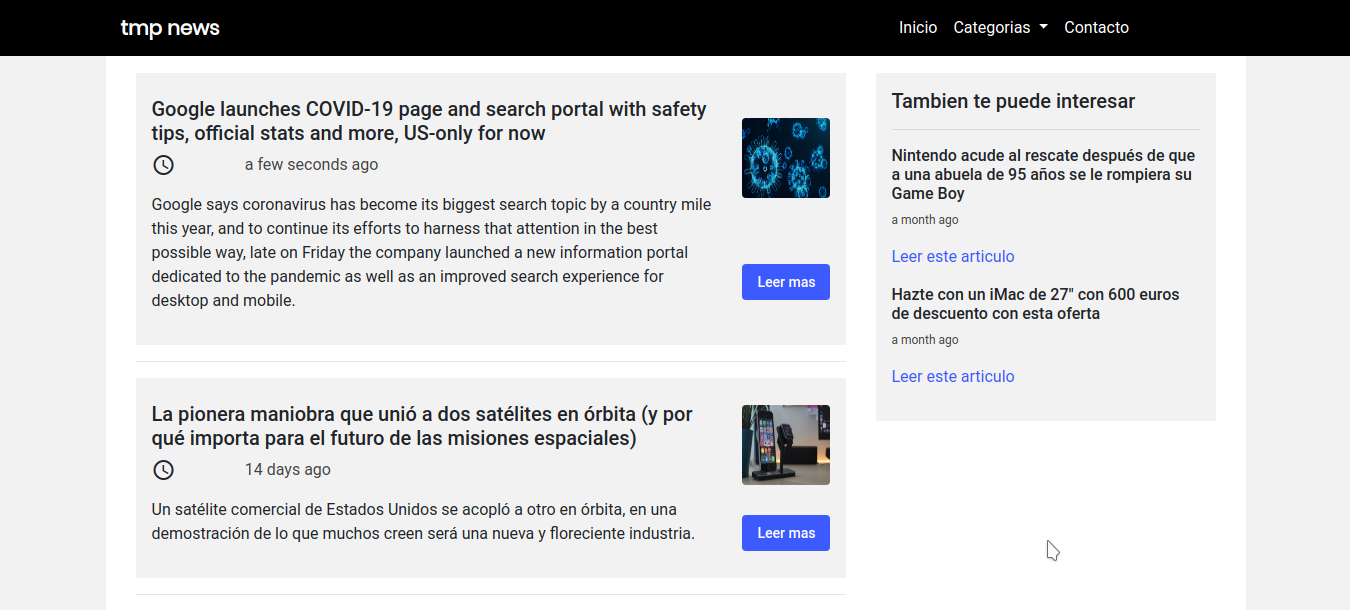 tmp news
Inicio Categorias Contacto
Google launches COVID-19 page and search portal with safety
tips, official stats and more, US-only for now
a few seconds ago
Google says coronavirus has become its biggest search topic by a country mile
this year, and to continue its efforts to harness that attention in the best
possible way, late on Friday the company launched a new information portal
dedicated to the pandemic as well as an improved search experience for
desktop and mobile.
Leer mas
La pionera maniobra que unió a dos satélites en órbita (y por
qué importa para el futuro de las misiones espaciales)
14 days ago
Un satélite comercial de Estados Unidos se acopló a otro en órbita, en una
demostración de lo que muchos creen será una nueva y floreciente industria.
Leer mas
Tambien te puede interesar
Nintendo acude al rescate después de que
a una abuela de 95 años se le rompiera su
Game Boy
a month ago
Leer este articulo
Hazte con un iMac de 27" con 600 euros
de descuento con esta oferta
a month ago
Leer este articulo